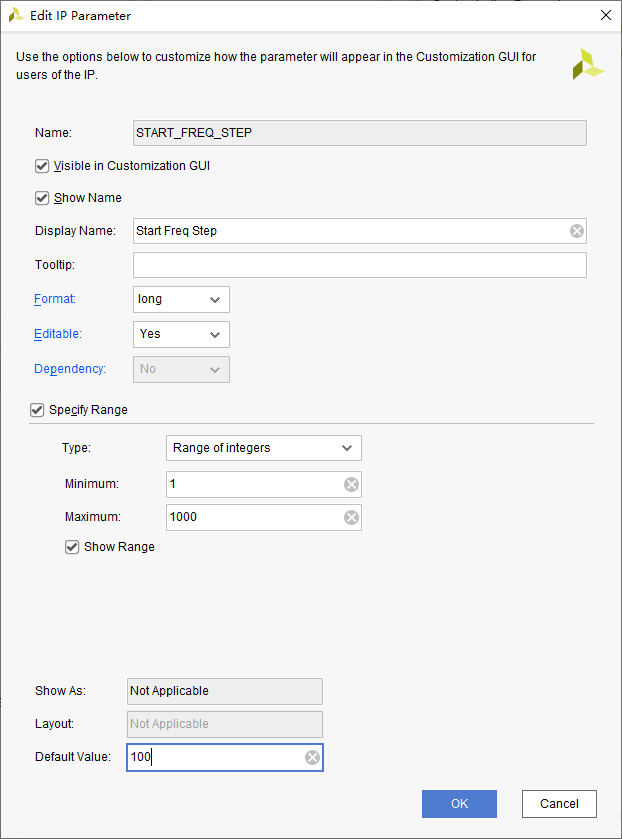 Edit IP Parameter
Use the options below to customize how the parameter will appear in the Customization GUI for
users of the IP.
Name: START_FREQ_STEP
Visible in Customization GUI
Show Name
Display Name: Start Freq Step
Tooltip:
Format: long
Editable: Yes
Dependency: No
Specify Range
Type: Range of integers
Minimum: 1
Maximum: 1000
Show Range
Show As: Not Applicable
Layout: Not Applicable
Default Value: 100
OK Cancel